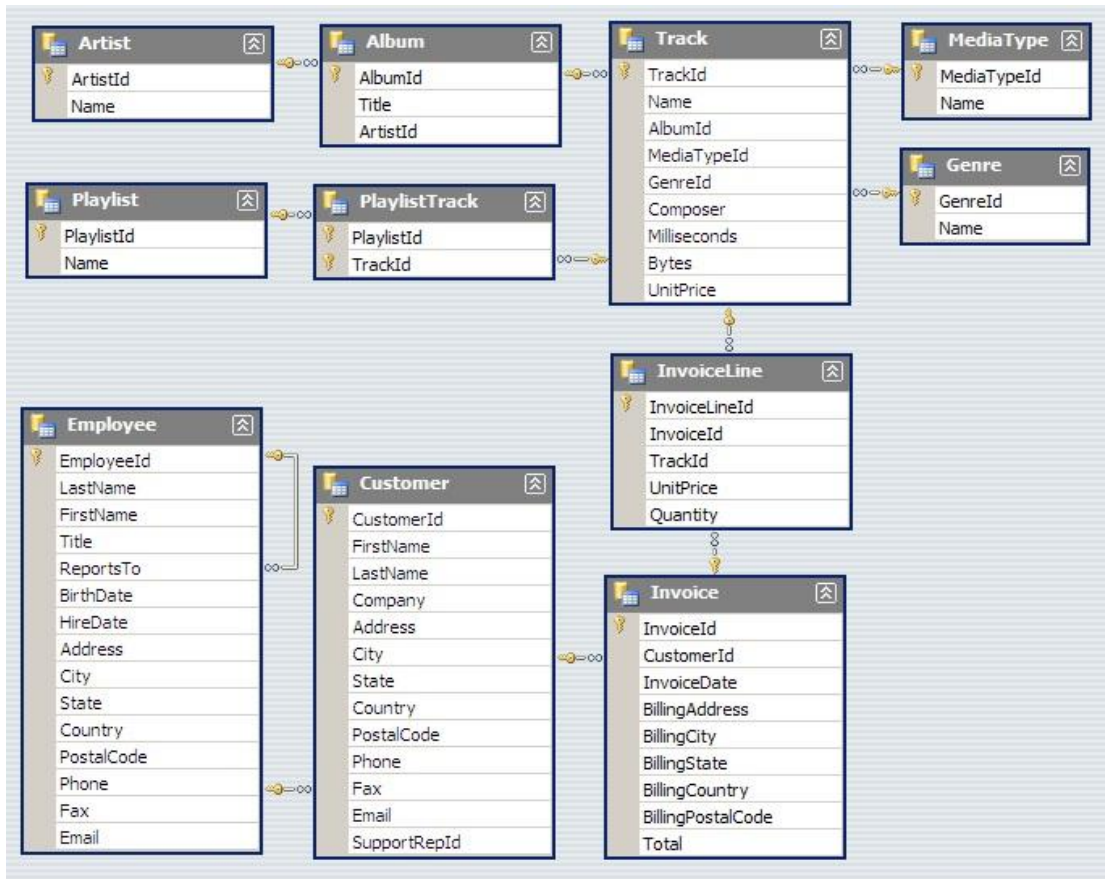 Artist
ArtistId
Name
Album
AlbumId
Title
ArtistId
Track
TrackId
Name
AlbumId
MediaTypeId
GenreId
Composer
Milliseconds
Bytes
UnitPrice
MediaType
MediaTypeId
Name
Genre
GenreId
Name
Playlist
PlaylistId
Name
PlaylistTrack
PlaylistId
TrackId
InvoiceLine
InvoiceLineId
InvoiceId
TrackId
UnitPrice
Quantity
Employee
EmployeeId
LastName
FirstName
Title
ReportsTo
BirthDate
HireDate
Address
City
State
Country
PostalCode
Phone
Fax
Email
Customer
CustomerId
FirstName
LastName
Company
Address
City
State
Country
PostalCode
Phone
Fax
Email
SupportRepId
Invoice
InvoiceId
CustomerId
InvoiceDate
BillingAddress
BillingCity
BillingState
BillingCountry
BillingPostalCode
Total